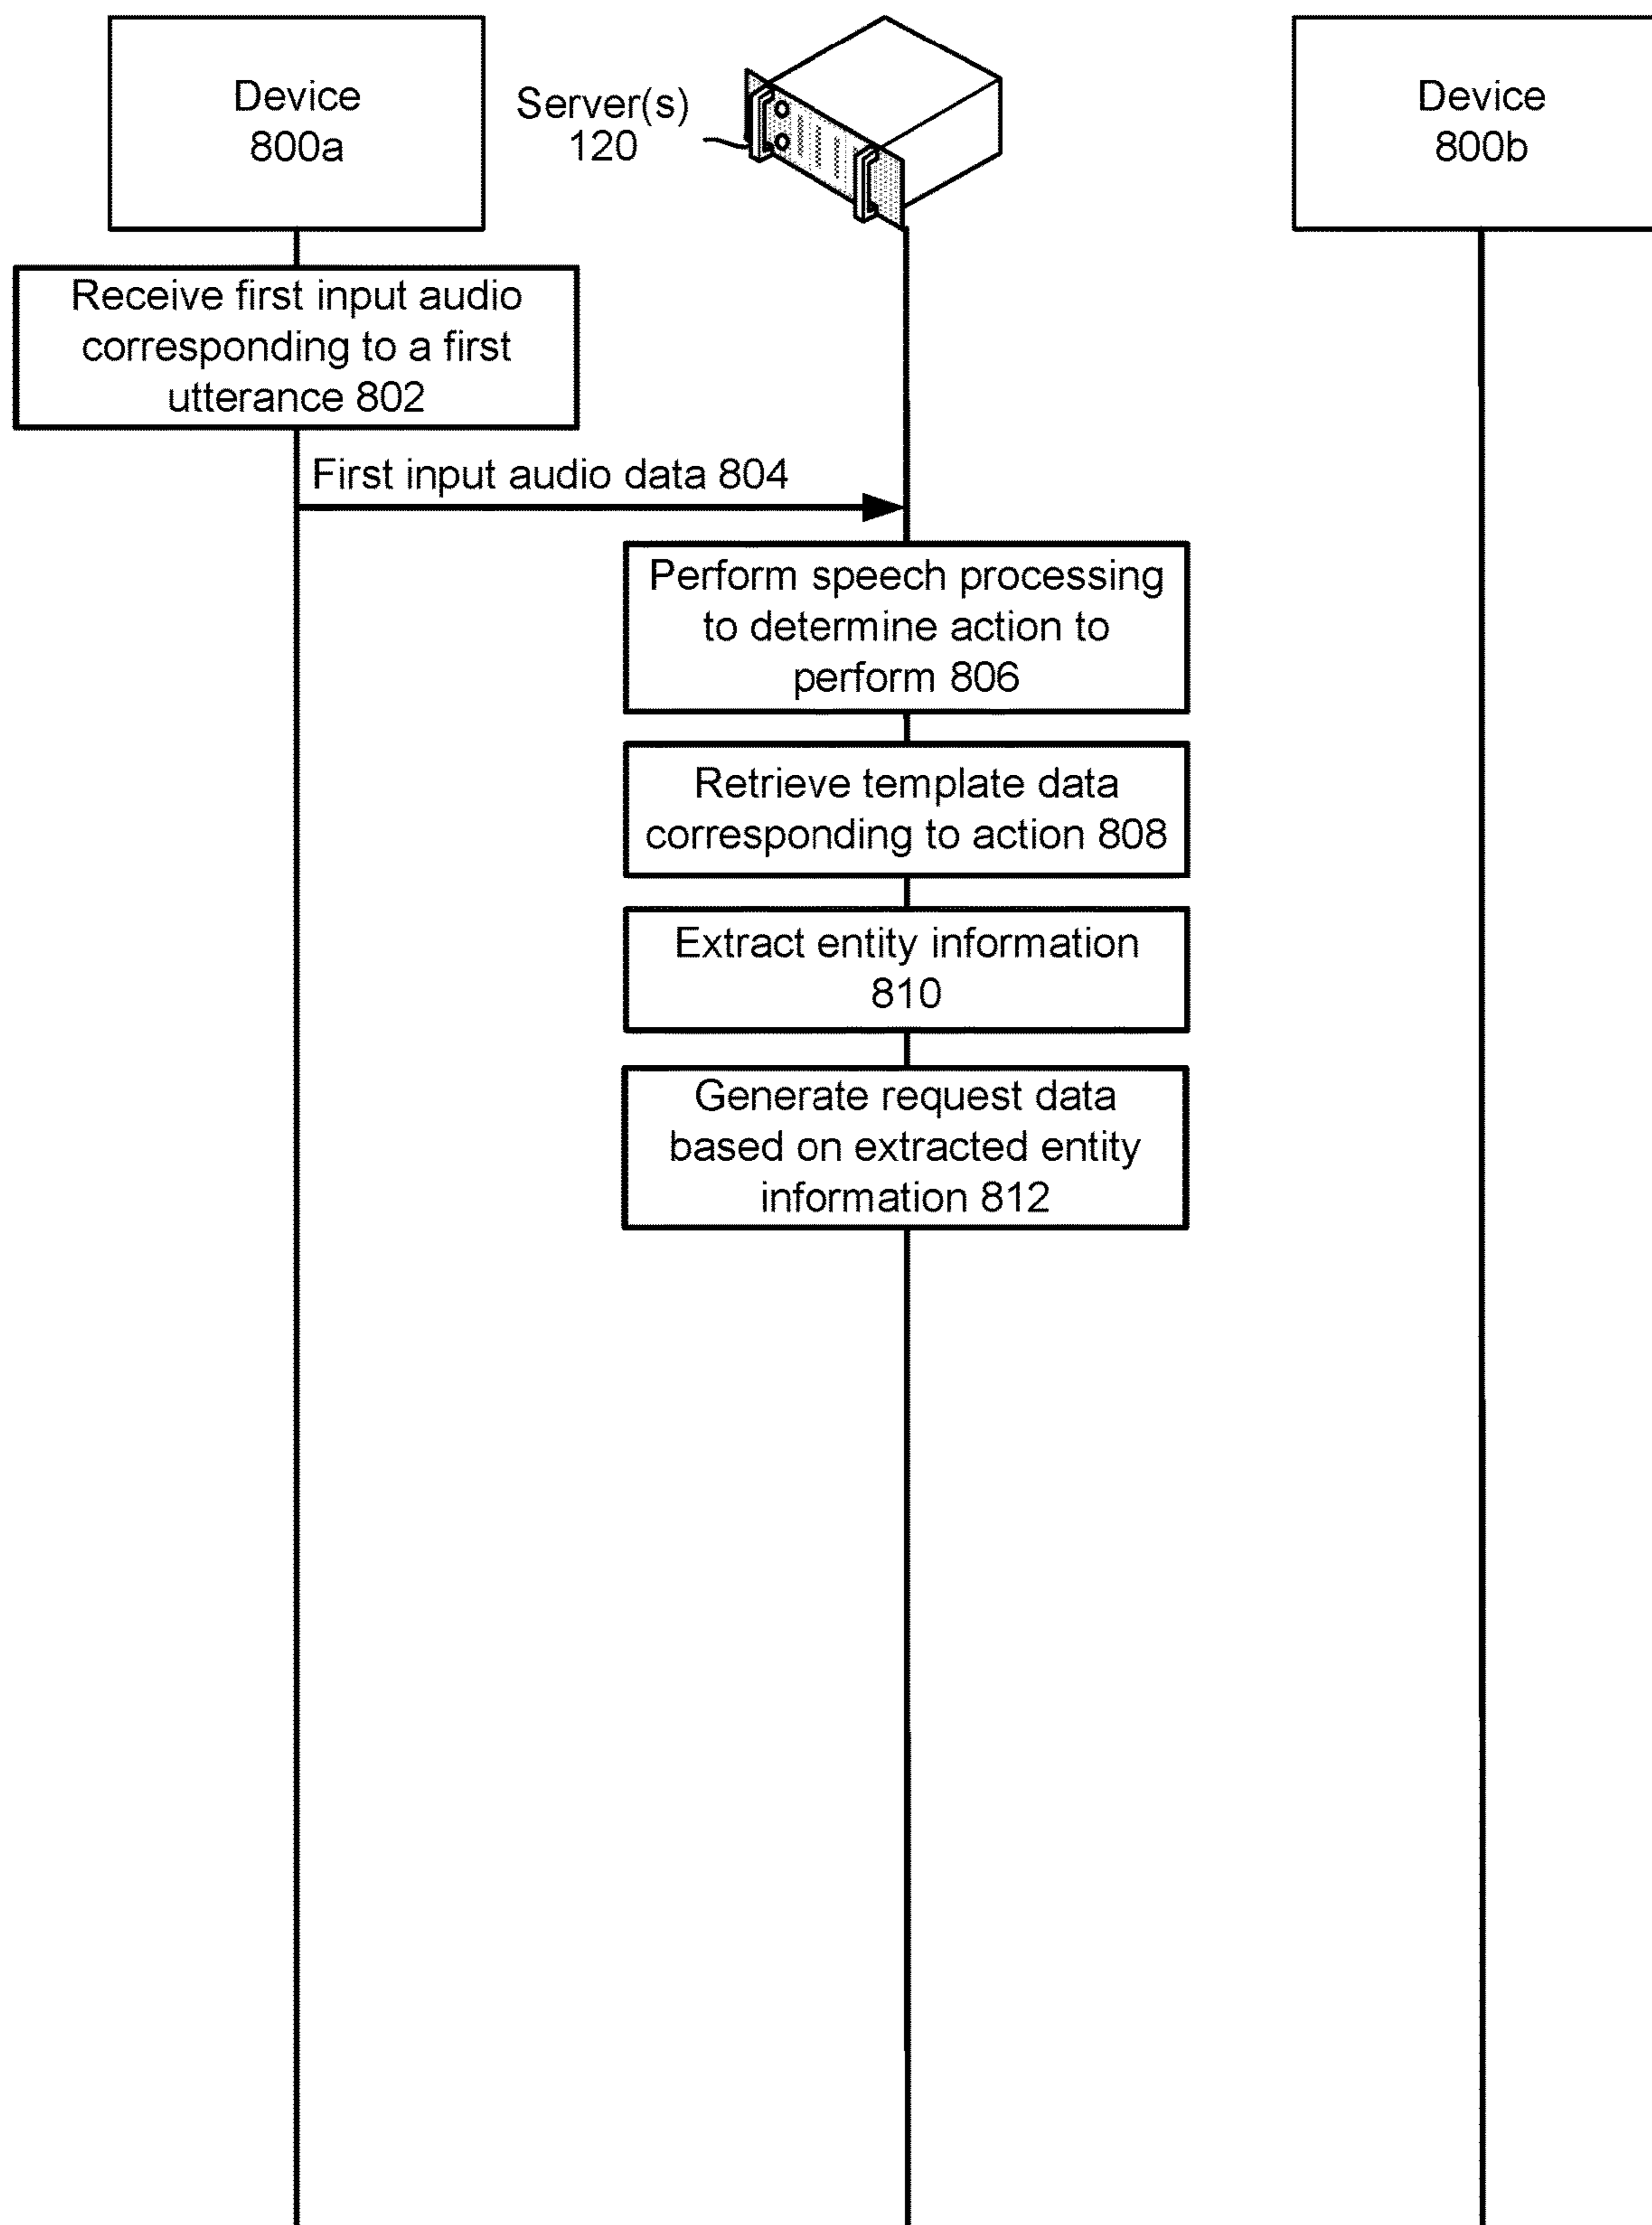 Device
800a
Server(s)
120
Device
800b
Receive first input audio
corresponding to a first
utterance 802
First input audio data 804
Perform speech processing
to determine action to
perform 806
Retrieve template data
corresponding to action 808
Extract entity information
810
Generate request data
based on extracted entity
information 812